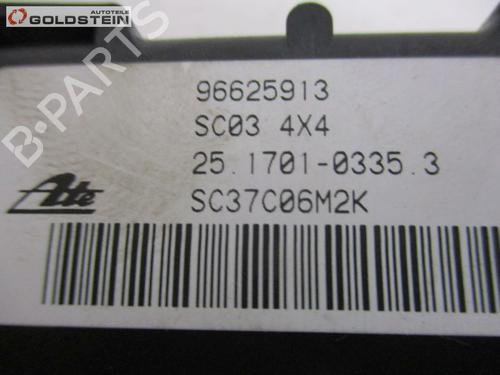 AUTOTEILE
GOLDSTEIN
96625913
SC03 4X4
25.1701-0335.3
Ate
SC37C06M2K
B-PARTS